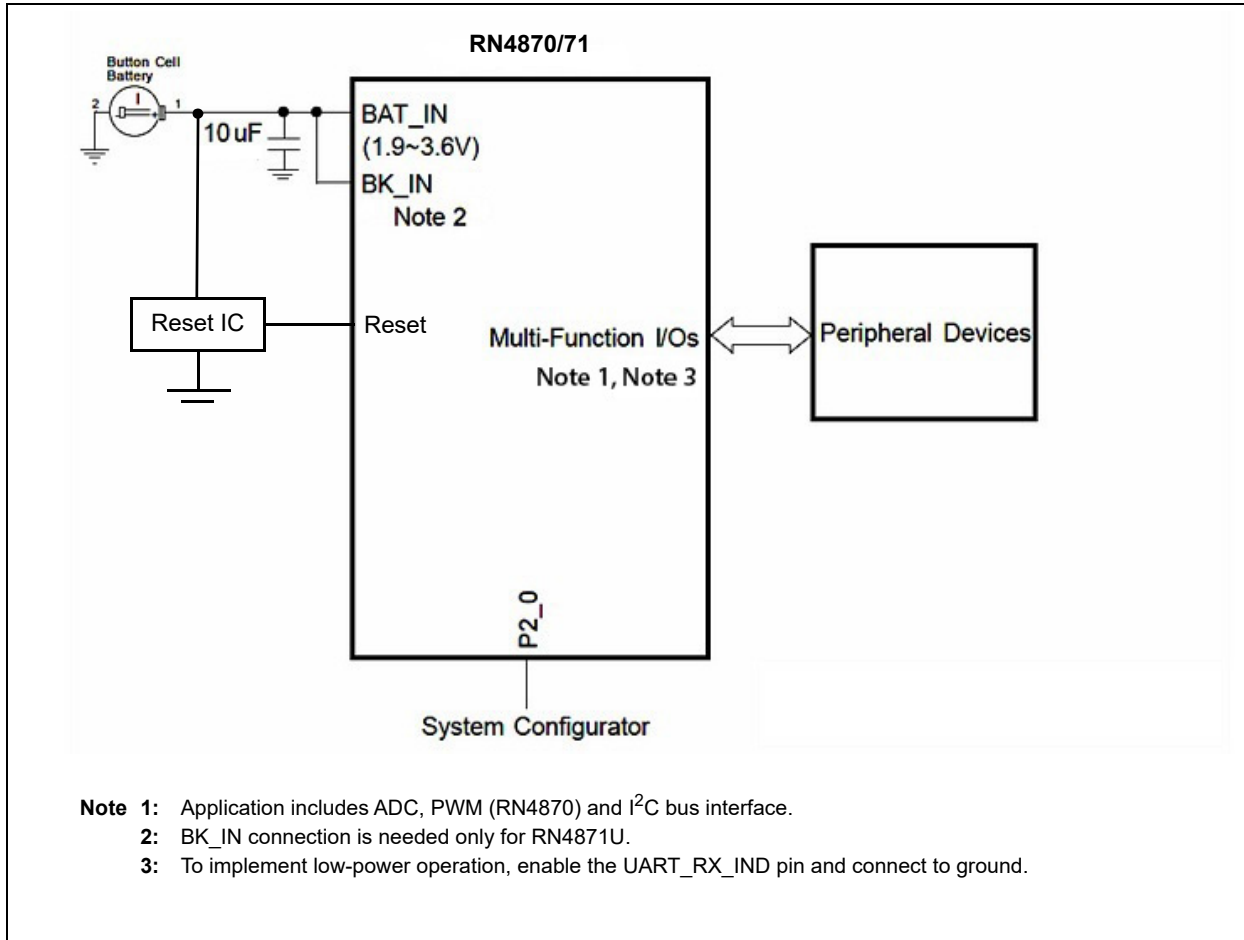 RN4870/71
Button Cell
Battery
2
1
10 uF
BAT_IN
(1.9~3.6V)
BK_IN
Note 2
Reset IC
Reset
Multi-Function I/Os
Note 1, Note 3
Peripheral Devices
P2_0
System Configurator
Note 1: Application includes ADC, PWM (RN4870) and I²C bus interface.
2: BK_IN connection is needed only for RN4871U.
3: To implement low-power operation, enable the UART_RX_IND pin and connect to ground.